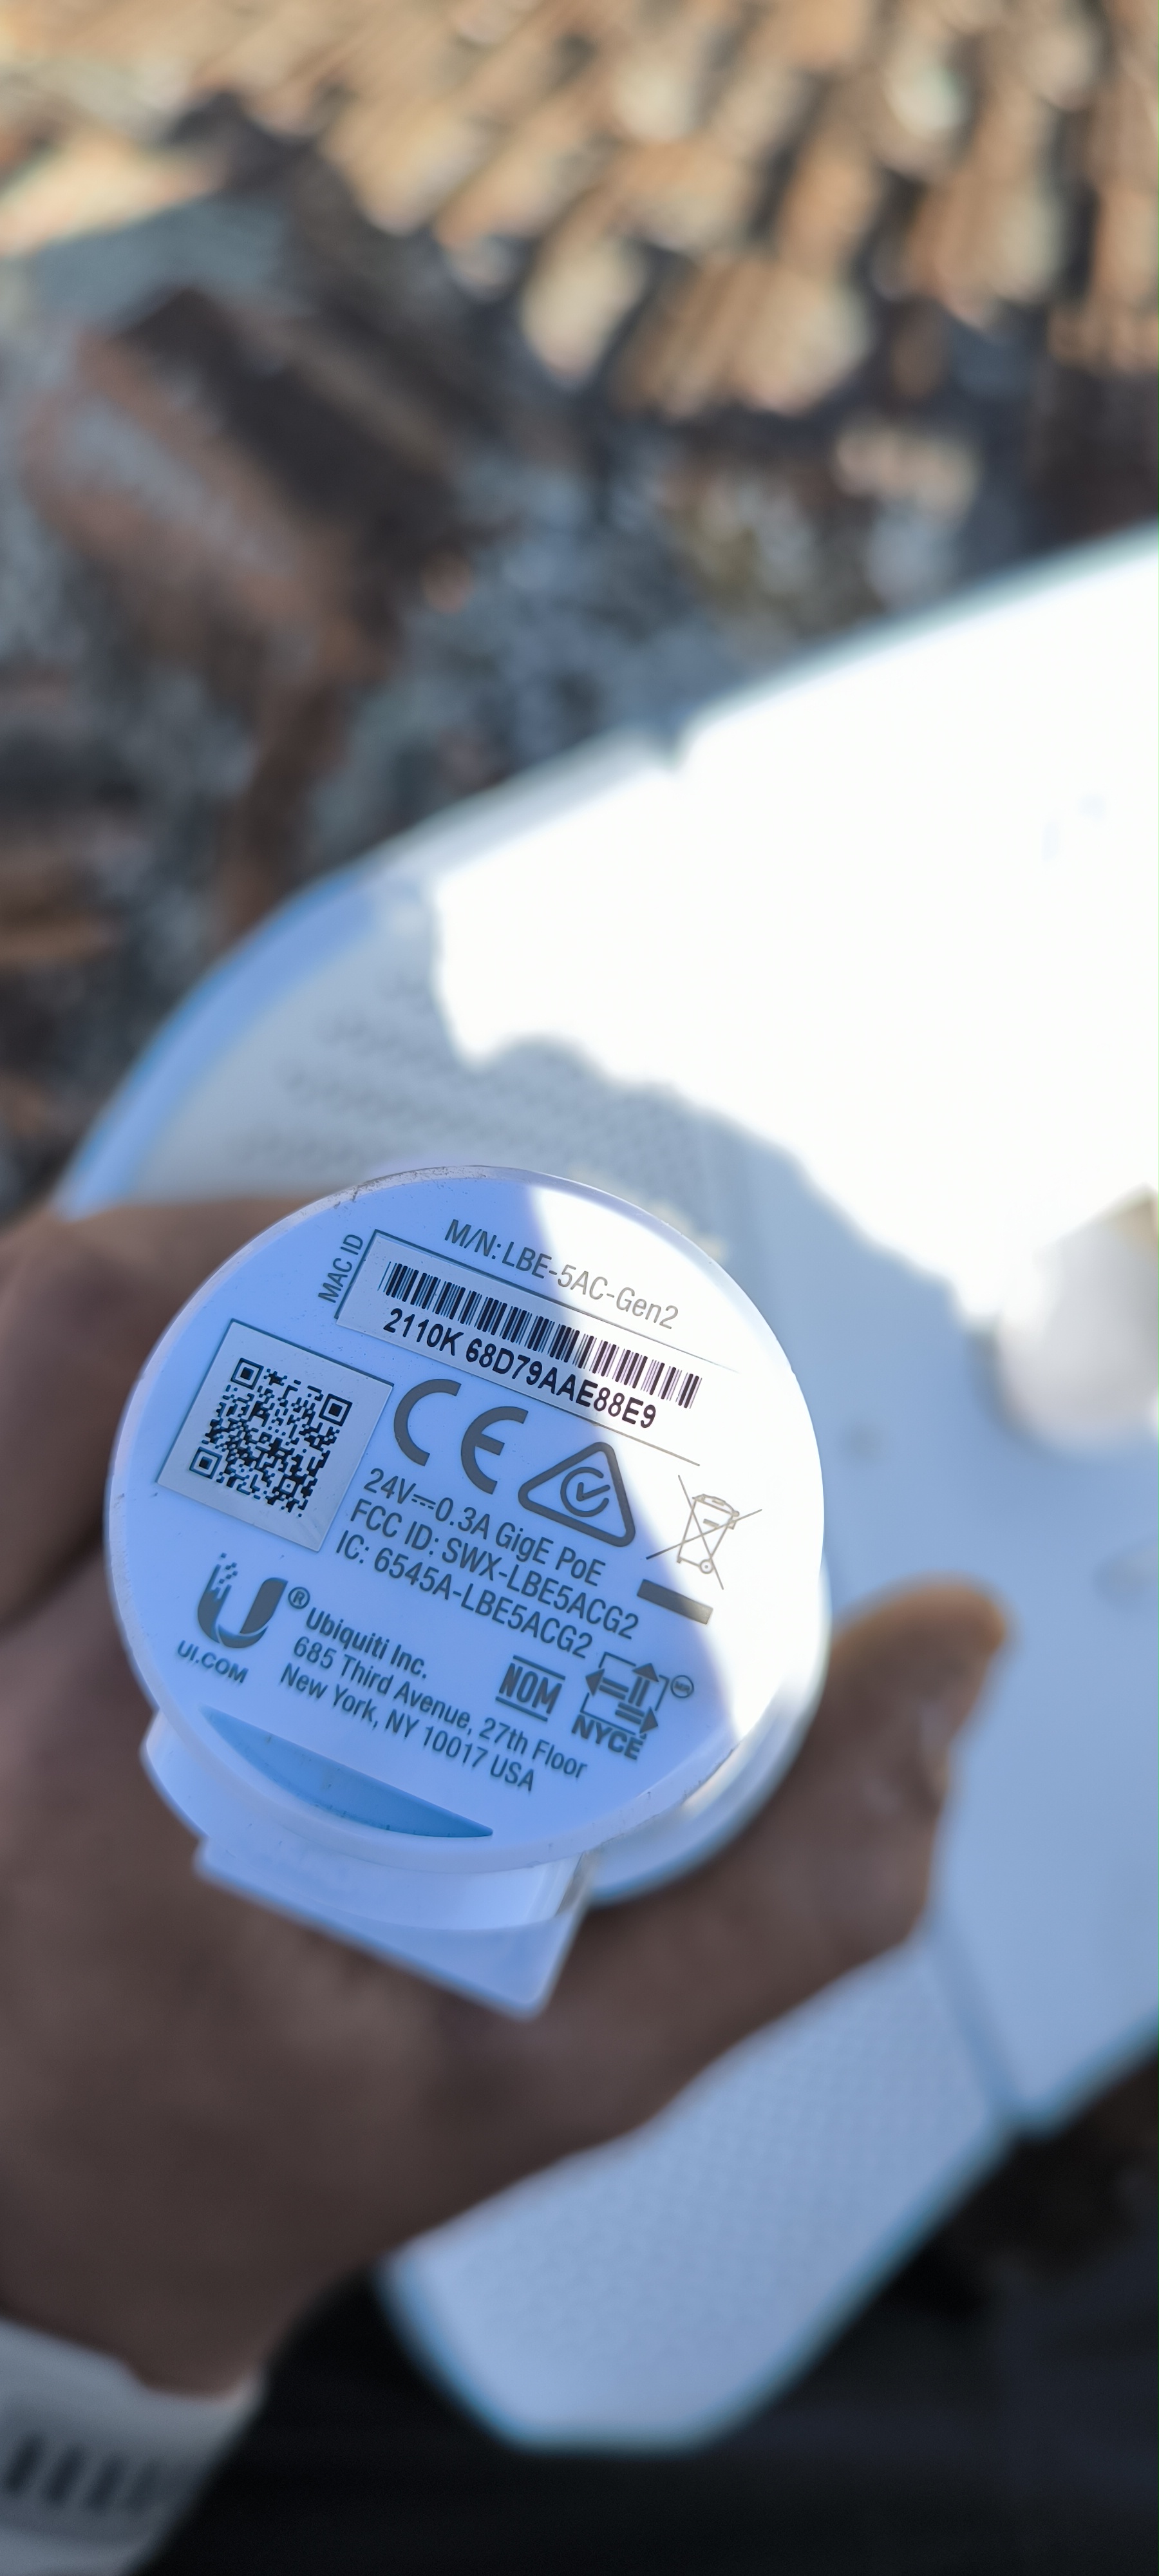 M/N: LBE-5AC-Gen2
MAC ID
2110K 68D79AAE88E9
CE
24V⎓0.3A GigE PoE
FCC ID: SWX-LBE5ACG2
IC: 6545A-LBE5ACG2
U®
UI.COM
Ubiquiti Inc.
685 Third Avenue, 27th Floor
New York, NY 10017 USA
NOM
NYCE